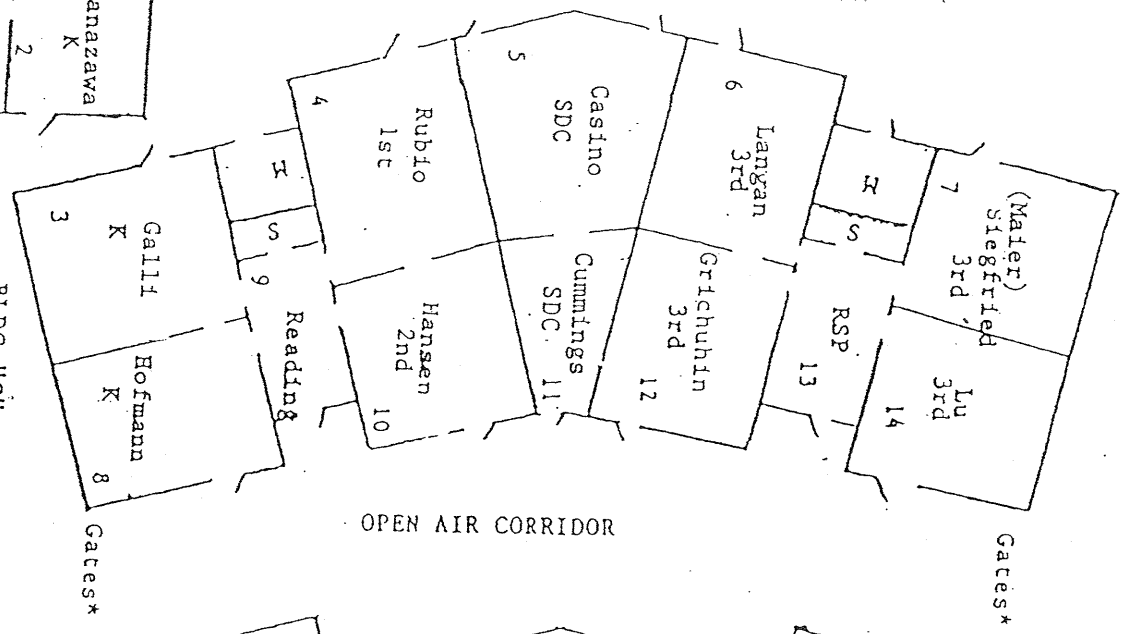 anazawa
K
2
Galli
K
3
Hofmann
K
8
W
S
9
Reading
Rubio
1st
4
Hansen
2nd
10
Casino
SDC
5
Cummings
SDC
11
Langan
3rd
6
Grichuhin
3rd
12
W
S
RSP
13
(Maier)
Siegfried
3rd
7
Lu
3rd
14
OPEN AIR CORRIDOR
Gates*
Gates*